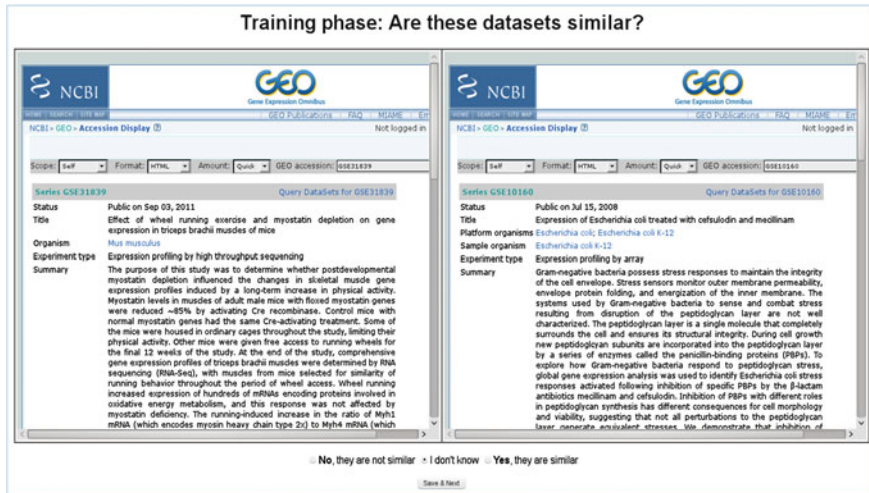 Training phase: Are these datasets similar?
NCBI
GEO
Gene Expression Omnibus
HOME | SEARCH | SITE MAP
GEO Publications | FAQ | MIAME | Em
NCBI » GEO » Accession Display
Not logged in
Scope: Self Format: HTML Amount: Quick GEO accession: GSE31839
Series GSE31839 Query DataSets for GSE31839
Status Public on Sep 03, 2011
Title Effect of wheel running exercise and myostatin depletion on gene
expression in triceps brachii muscles of mice
Organism Mus musculus
Experiment type Expression profiling by high throughput sequencing
Summary The purpose of this study was to determine whether postdevelopmental
myostatin depletion influenced the changes in skeletal muscle gene
expression profiles induced by a long-term increase in physical activity.
Myostatin levels in muscles of adult male mice with floxed myostatin genes
were reduced ~85% by activating Cre recombinase. Control mice with
normal myostatin genes had the same Cre-activating treatment. Some of
the mice were housed in ordinary cages throughout the study, limiting their
physical activity. Other mice were given free access to running wheels for
the final 12 weeks of the study. At the end of the study, comprehensive
gene expression profiles of triceps brachii muscles were determined by RNA
sequencing (RNA-Seq), with muscles from mice selected for similarity of
running behavior throughout the period of wheel access. Wheel running
increased expression of hundreds of mRNAs encoding proteins involved in
oxidative energy metabolism, and this response was not affected by
myostatin deficiency. The running-induced increase in the ratio of Myh1
mRNA (which encodes myosin heavy chain type 2x) to Myh4 mRNA (which
NCBI
GEO
Gene Expression Omnibus
HOME | SEARCH | SITE MAP
GEO Publications | FAQ | MIAME | Em
NCBI » GEO » Accession Display
Not logged in
Scope: Self Format: HTML Amount: Quick GEO accession: GSE10160
Series GSE10160 Query DataSets for GSE10160
Status Public on Jul 15, 2008
Title Expression of Escherichia coli treated with cefsulodin and mecillinam
Platform organisms Escherichia coli; Escherichia coli K-12
Sample organism Escherichia coli K-12
Experiment type Expression profiling by array
Summary Gram-negative bacteria possess stress responses to maintain the integrity
of the cell envelope. Stress sensors monitor outer membrane permeability,
envelope protein folding, and energization of the inner membrane. The
systems used by Gram-negative bacteria to sense and combat stress
resulting from disruption of the peptidoglycan layer are not well
characterized. The peptidoglycan layer is a single molecule that completely
surrounds the cell and ensures its structural integrity. During cell growth
new peptidoglycan subunits are incorporated into the peptidoglycan layer
by a series of enzymes called the penicillin-binding proteins (PBPs). To
explore how Gram-negative bacteria respond to peptidoglycan stress,
global gene expression analysis was used to identify Escherichia coli stress
responses activated following inhibition of specific PBPs by the β-lactam
antibiotics mecillinam and cefsulodin. Inhibition of PBPs with different roles
in peptidoglycan synthesis has different consequences for cell morphology
and viability, suggesting that not all perturbations to the peptidoglycan
layer generate equivalent stresses. We demonstrate that inhibition of
No, they are not similar I don't know Yes, they are similar
Save & Next